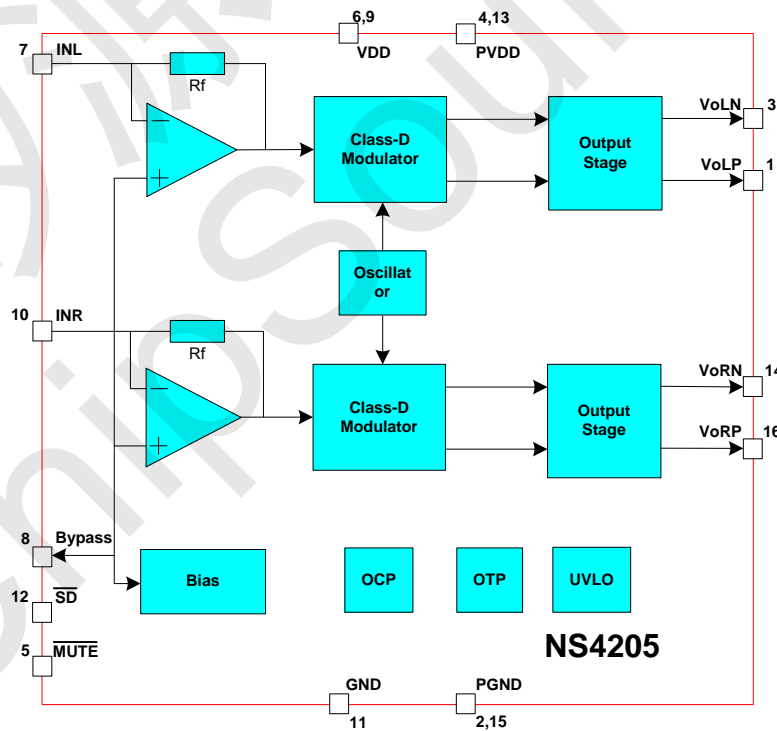 6,9
4,13
VDD
PVDD
7
INL
Rf
Class-D
Modulator
Output
Stage
VoLN
3
VoLP
1
Oscillat
or
10
INR
Rf
Class-D
Modulator
Output
Stage
VoRN
14
VoRP
16
8
Bypass
12
SD
5
MUTE
Bias
OCP
OTP
UVLO
NS4205
GND
11
PGND
2,15